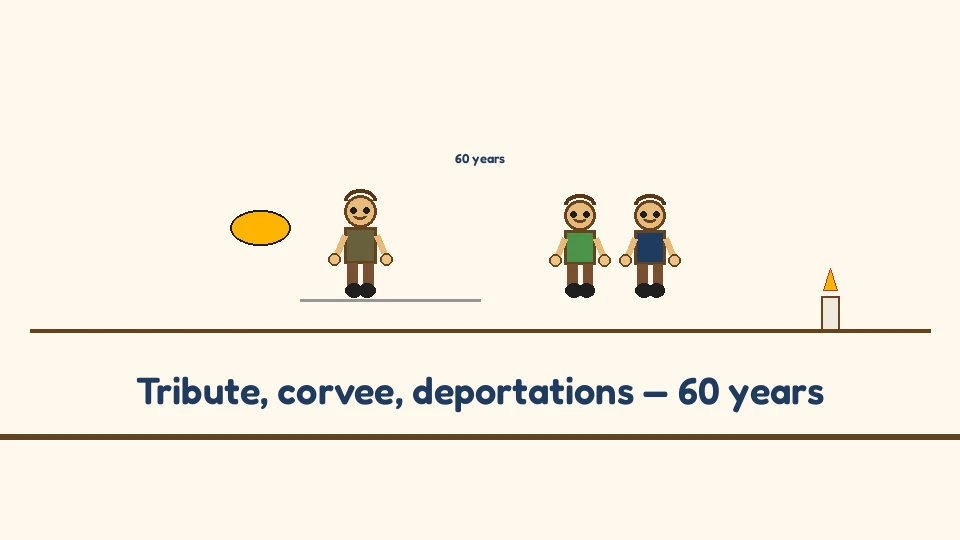 60 years
Tribute, corvee, deportations — 60 years